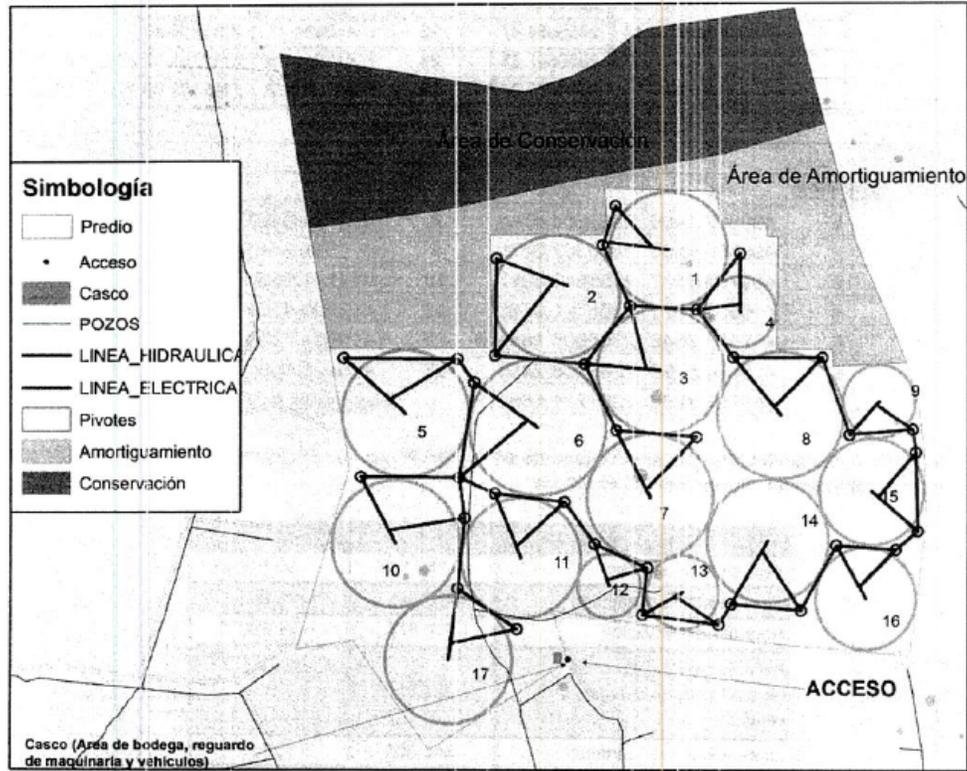 Área de Conservación
Área de Amortiguamiento
Simbología
Predio
Acceso
Casco
POZOS
LINEA_HIDRAULICA
LINEA_ELECTRICA
Pivotes
Amortiguamiento
Conservación
1
2
4
3
9
5
6
8
15
7
14
10
11
13
12
16
17
ACCESO
Casco (Area de bodega, reguardo
de maquinaria y vehiculos)